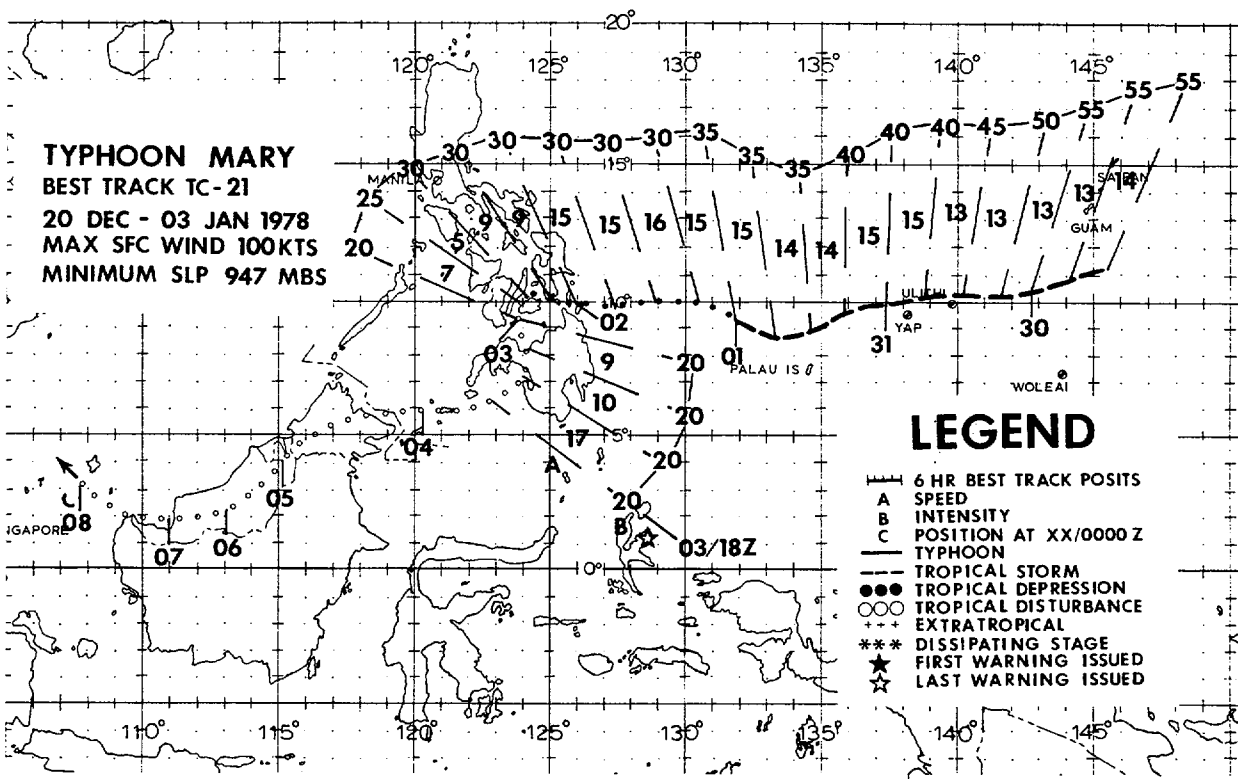 20°
120° 125° 130° 135° 140° 145°
TYPHOON MARY
BEST TRACK TC-21
20 DEC - 03 JAN 1978
MAX SFC WIND 100KTS
MINIMUM SLP 947 MBS
20 25 30 30 30 30 30 30 35 35 35 40 40 40 45 50 55 55 55
15°
MANILA
SAIPAN
GUAM
7 5 9 9 15 15 16 15 15 14 14 15 15 13 13 13 13 14
10°
ULITHI
YAP
WOLEAI
PALAU IS
02 03 01 31 30
20 9
20 10
5° 17
20 A
20 B
03/18Z
04
05
06
07
08
C
NGAPORE
0°
LEGEND
6 HR BEST TRACK POSITS
A SPEED
B INTENSITY
C POSITION AT XX/0000 Z
TYPHOON
TROPICAL STORM
TROPICAL DEPRESSION
TROPICAL DISTURBANCE
+++ EXTRATROPICAL
*** DISSIPATING STAGE
FIRST WARNING ISSUED
LAST WARNING ISSUED
110° 115° 120° 125° 130° 135° 140° 145°